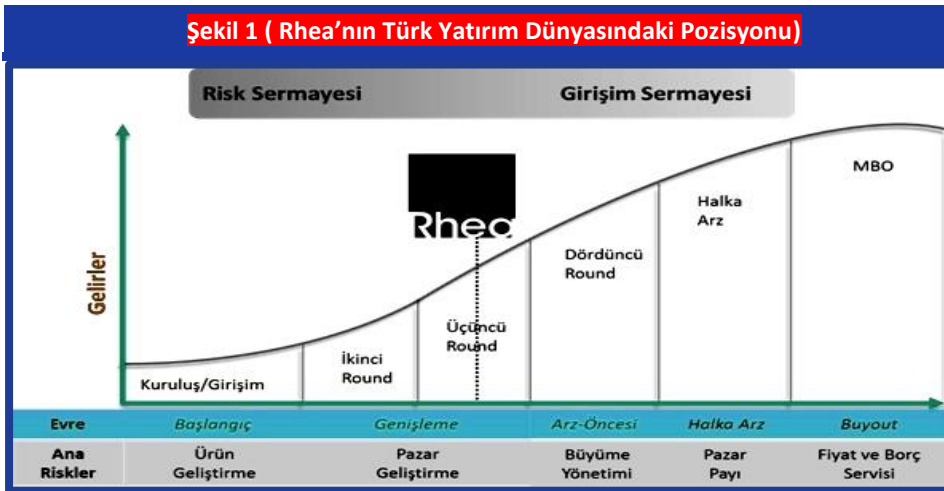 Şekil 1 ( Rhea’nın Türk Yatırım Dünyasındaki Pozisyonu)
Risk Sermayesi Girişim Sermayesi
MBO
Rhea
Halka
Arz
Dördüncü
Round
Gelirler
Üçüncü
Round
İkinci
Round
Kuruluş/Girişim
Evre Başlangıç Genişleme Arz-Öncesi Halka Arz Buyout
Ana Riskler
Ürün Geliştirme
Pazar Geliştirme
Büyüme Yönetimi
Pazar Payı
Fiyat ve Borç Servisi